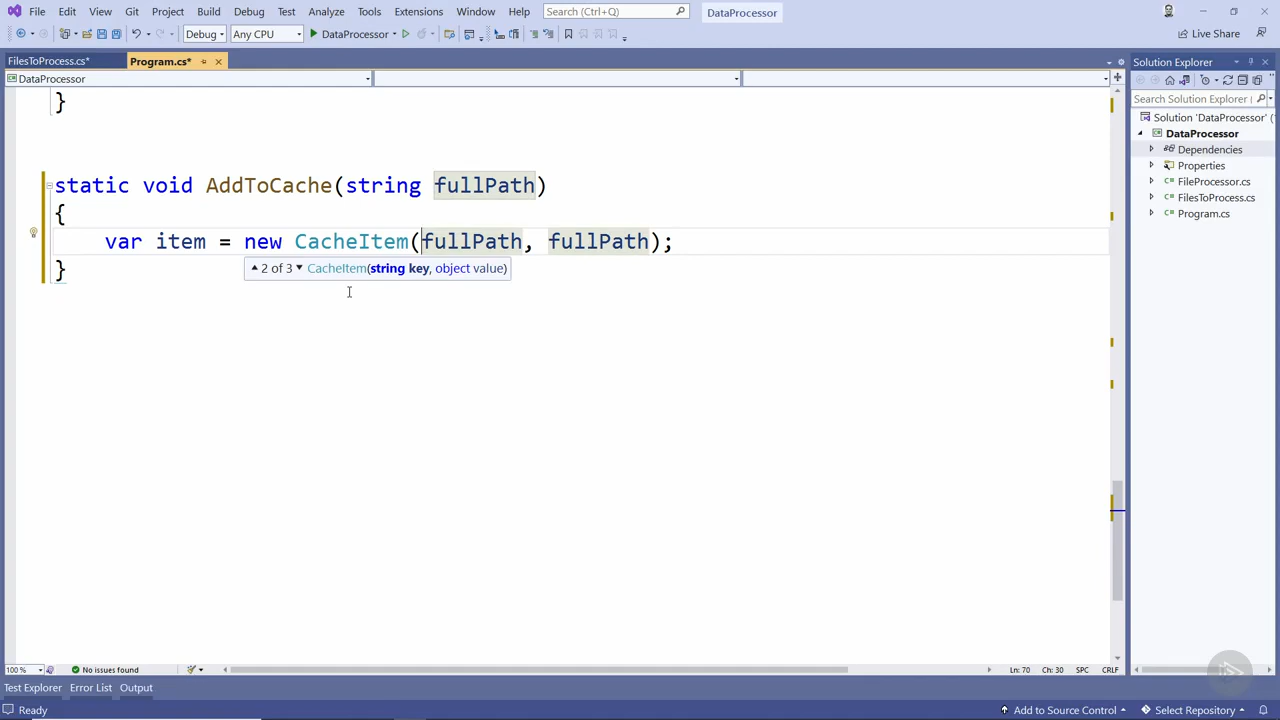 File Edit View Git Project Build Debug Test Analyze Tools Extensions Window Help Search (Ctrl+Q) DataProcessor
Debug Any CPU DataProcessor Live Share
FilesToProcess.cs* Program.cs*
DataProcessor
}
static void AddToCache(string fullPath)
{
var item = new CacheItem(fullPath, fullPath);
2 of 3 CacheItem(string key, object value)
}
Solution Explorer
Search Solution Explorer
Solution 'DataProcessor' (
DataProcessor
Dependencies
Properties
FileProcessor.cs
FilesToProcess.cs
Program.cs
100 % No issues found Ln: 70 Ch: 30 SPC CRLF
Test Explorer Error List Output
Ready Add to Source Control Select Repository